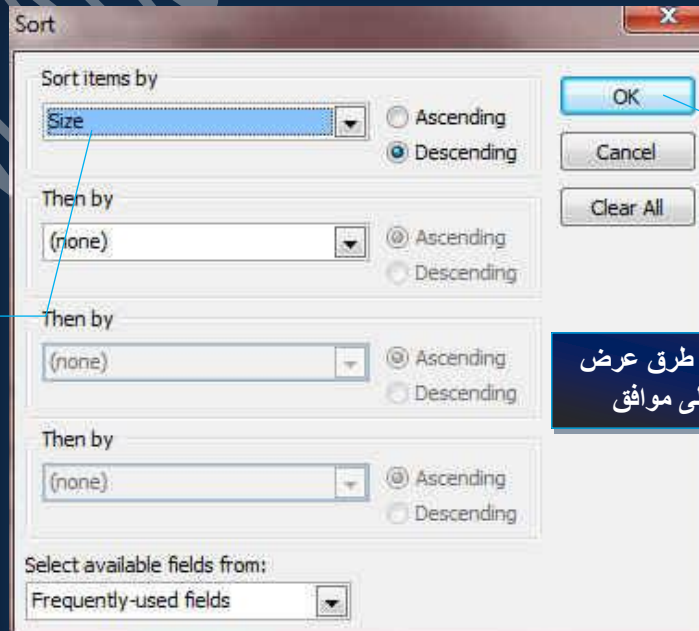 Sort
Sort items by
Size
Ascending
Descending
OK
Cancel
Clear All
Then by
(none)
Ascending
Descending
Then by
(none)
Ascending
Descending
طرق عرض
موافق
Then by
(none)
Ascending
Descending
Select available fields from:
Frequently-used fields